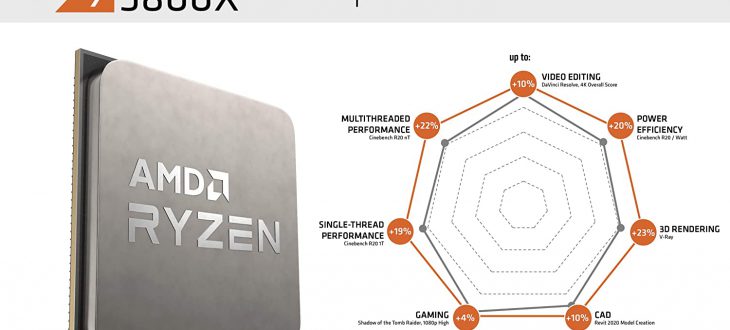 7 5800X
up to:
+10%
VIDEO EDITING
DaVinci Resolve, 4K Overall Score
MULTITHREADED
PERFORMANCE
Cinebench R20 nT
+22%
+20%
POWER
EFFICIENCY
Cinebench R20 / Watt
AMD
RYZEN
SINGLE-THREAD
PERFORMANCE
Cinebench R20 1T
+19%
+23%
3D RENDERING
V-Ray
GAMING
Shadow of the Tomb Raider, 1080p High
+4%
+10%
CAD
Revit 2020 Model Creation